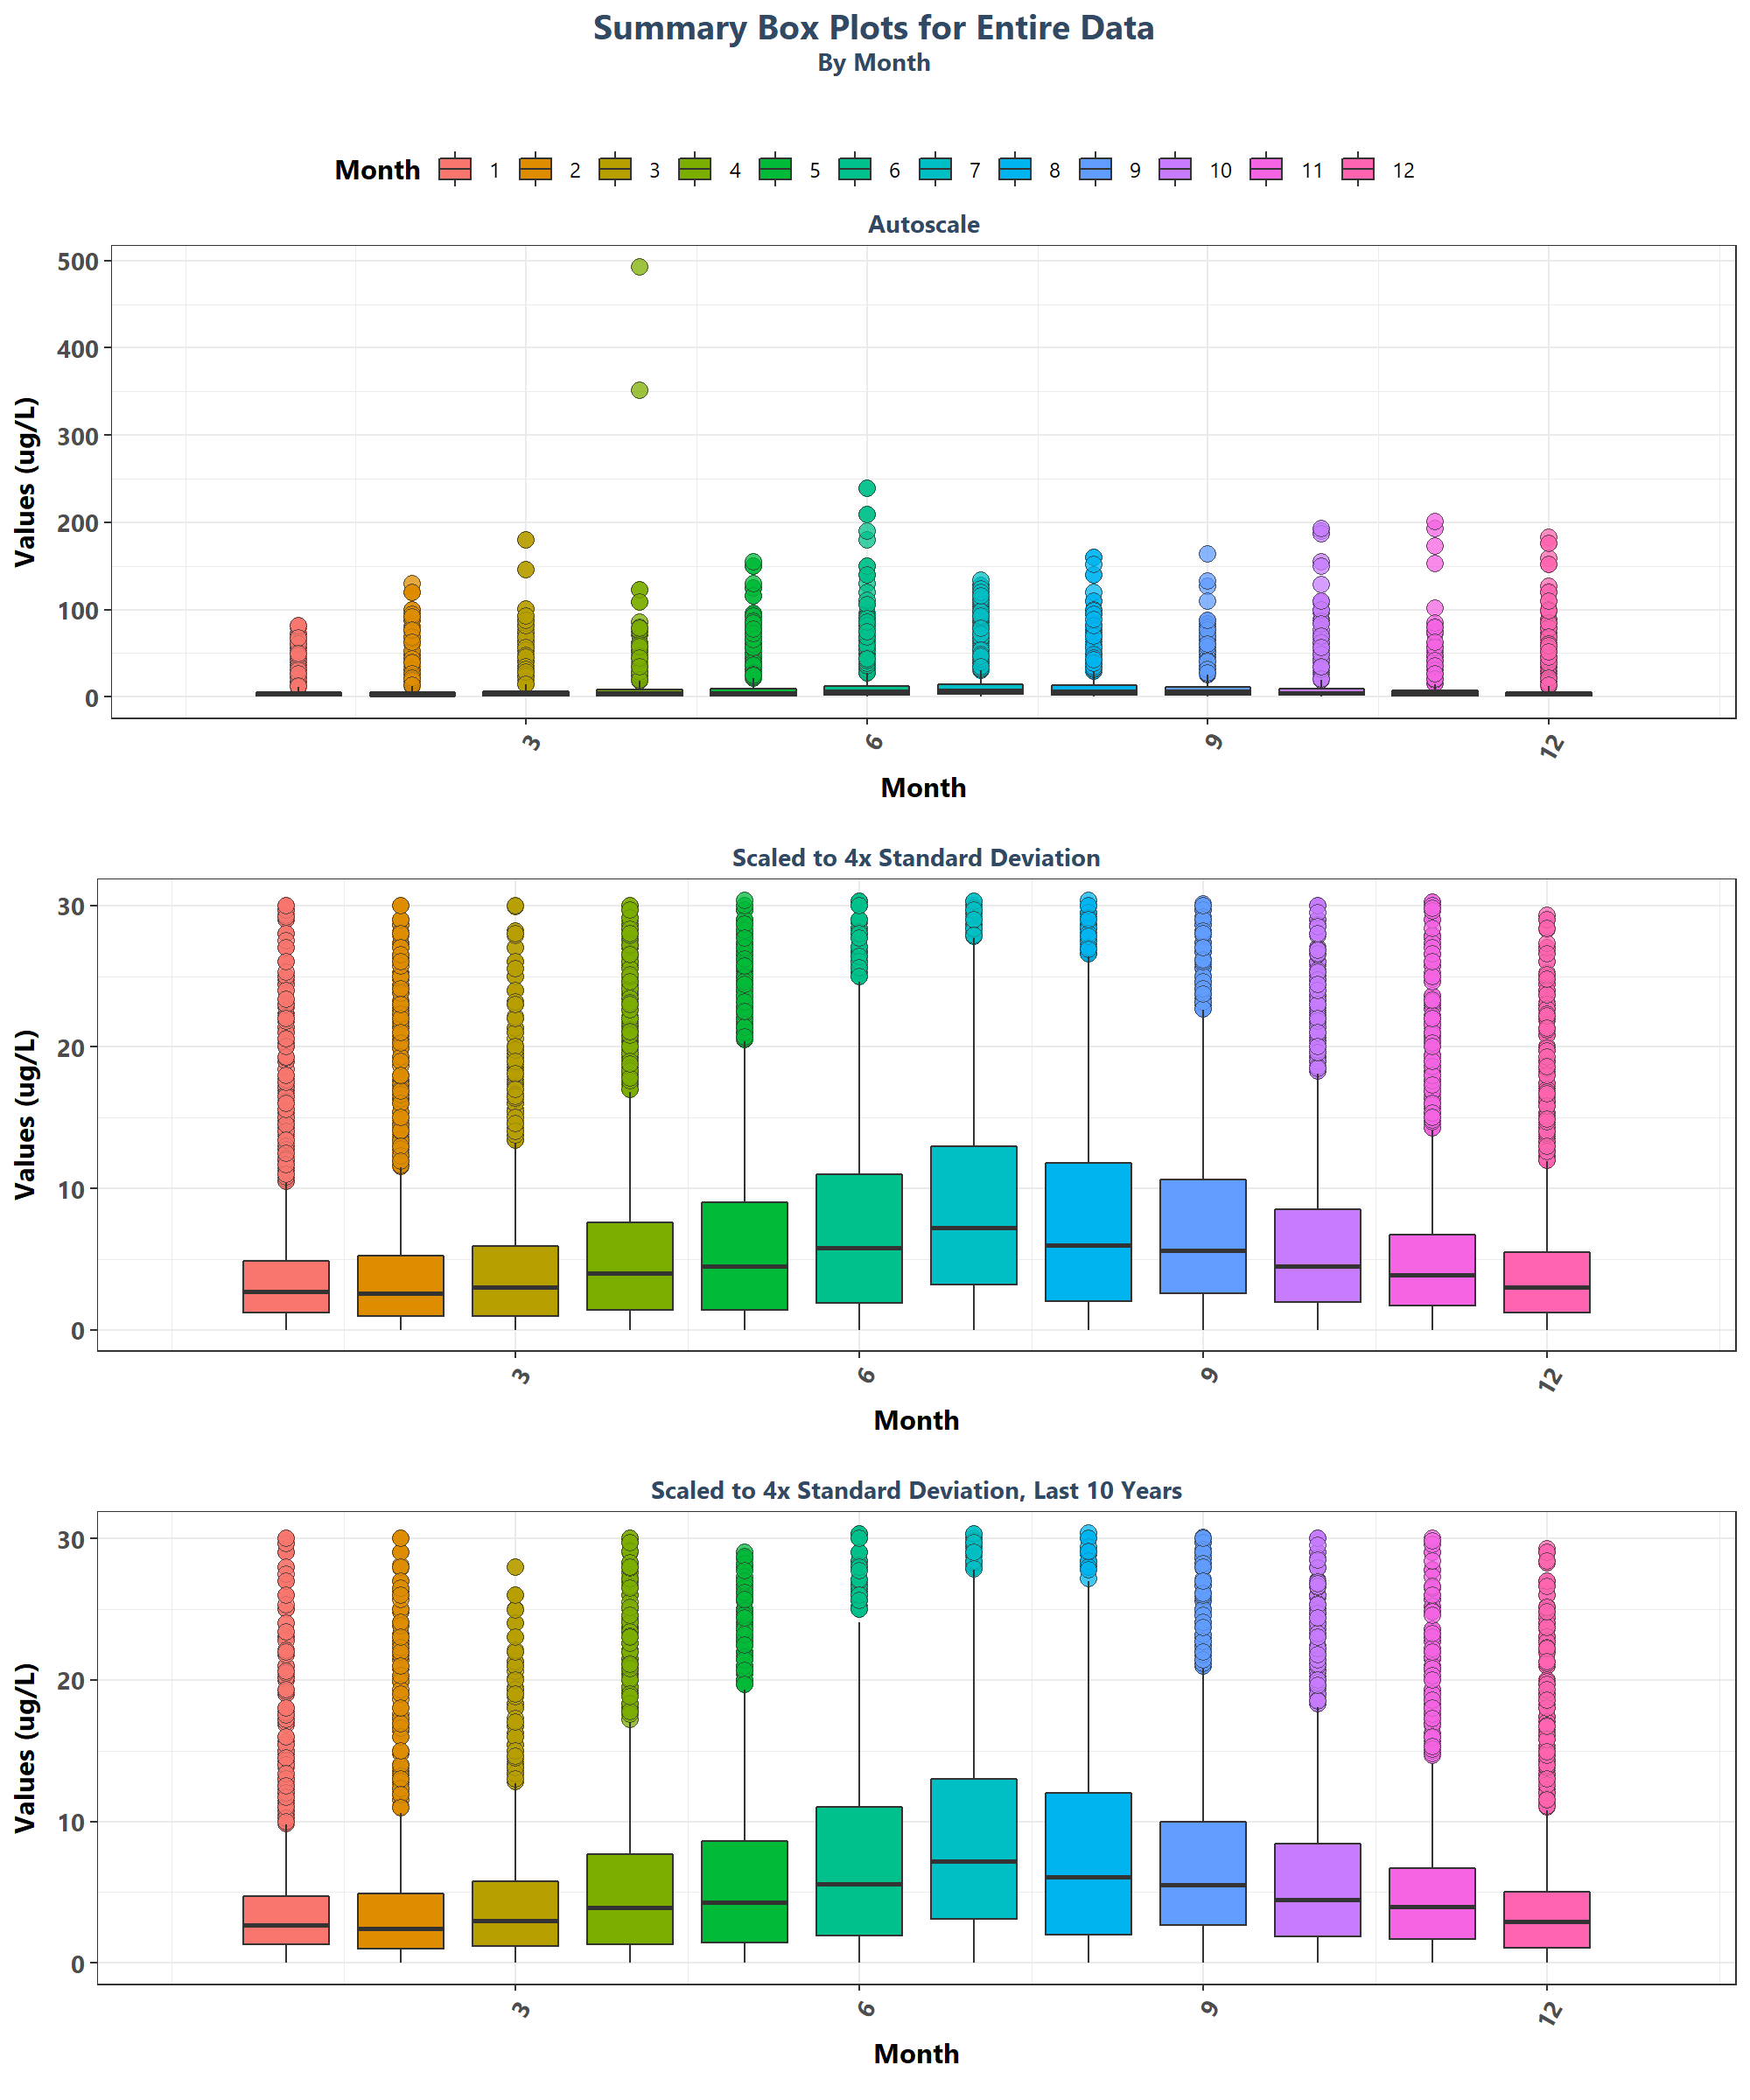 Summary Box Plots for Entire Data
By Month
Month 1 2 3 4 5 6 7 8 9 10 11 12
Autoscale
Values (ug/L)
500
400
300
200
100
0
3 6 9 12
Month
Scaled to 4x Standard Deviation
Values (ug/L)
30
20
10
0
3 6 9 12
Month
Scaled to 4x Standard Deviation, Last 10 Years
Values (ug/L)
30
20
10
0
3 6 9 12
Month